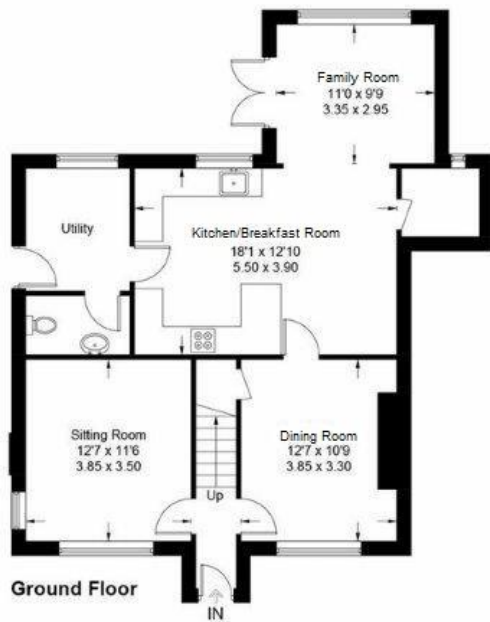 Family Room
11'0 x 9'9
3.35 x 2.95
Utility
Kitchen/Breakfast Room
18'1 x 12'10
5.50 x 3.90
Sitting Room
12'7 x 11'6
3.85 x 3.50
Up
Dining Room
12'7 x 10'9
3.85 x 3.30
Ground Floor
IN